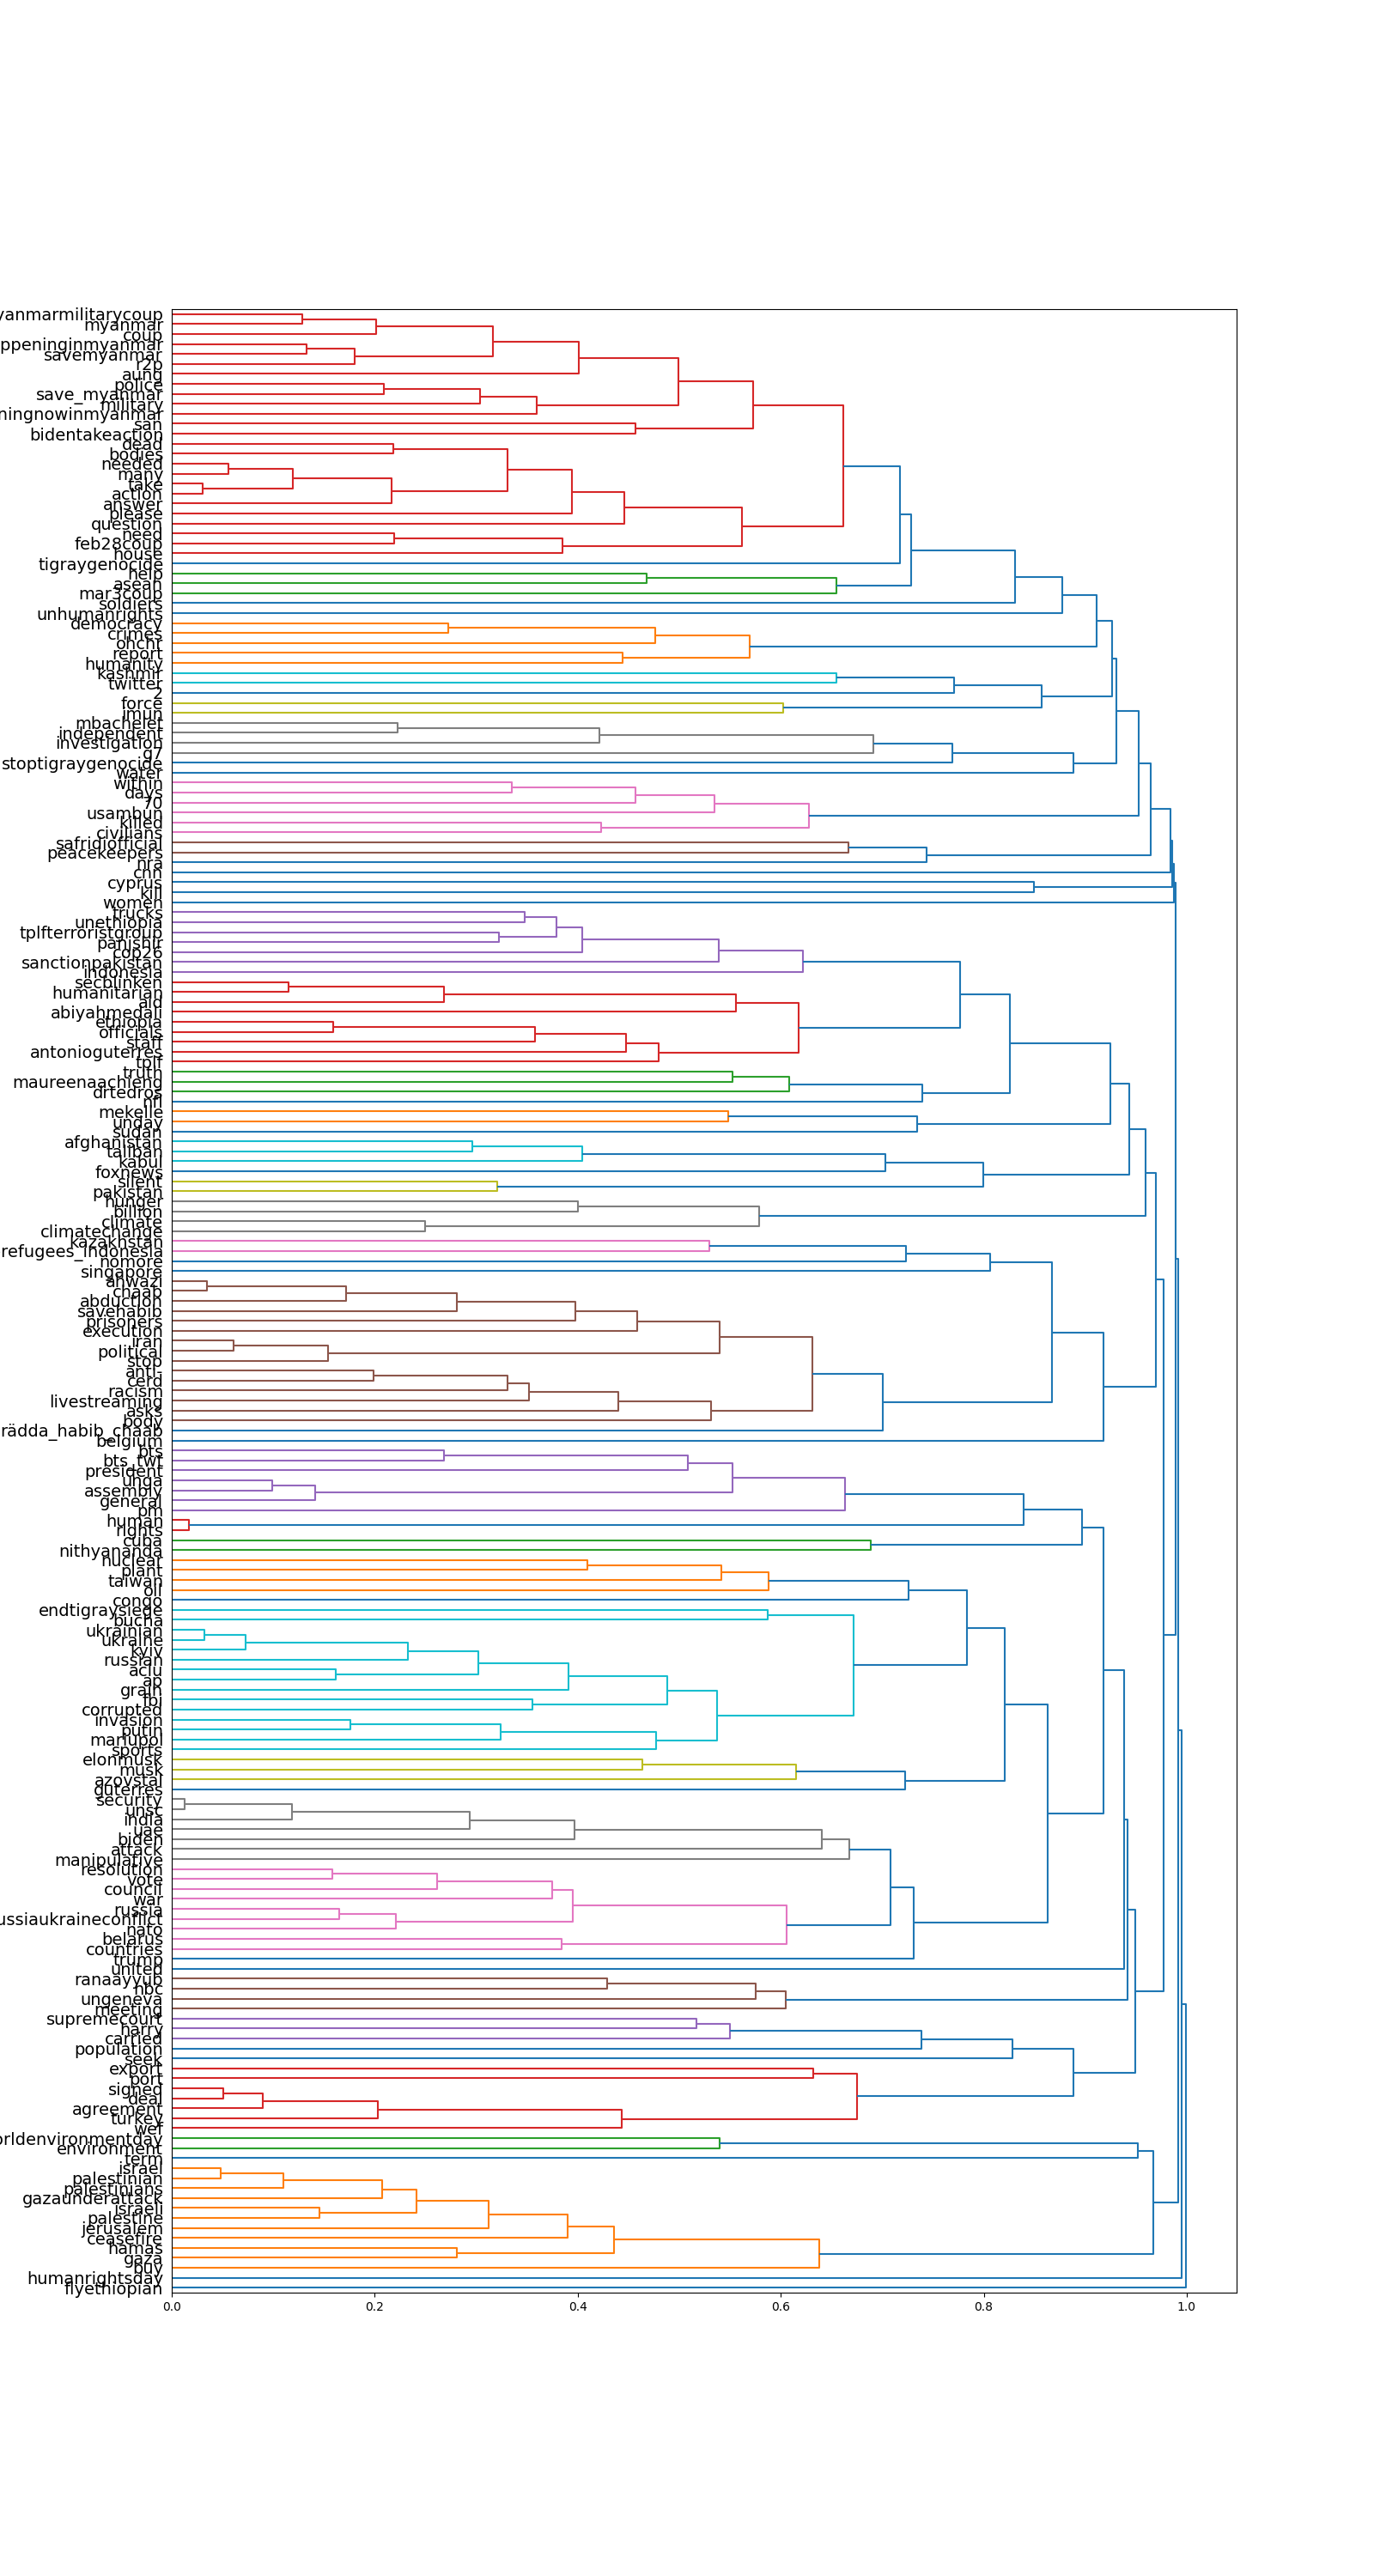 yanmarmilitarycoup
myanmar
coup
ppeninginmyanmar
savemyanmar
r2p
aung
police
save_myanmar
military
ningnowinmyanmar
san
bidentakeaction
dead
bodies
needed
many
take
action
answer
please
question
need
feb28coup
house
tigraygenocide
help
asean
mar3coup
soldiers
unhumanrights
democracy
crimes
ohchr
report
humanity
kashmir
twitter
2
force
imun
mbachelet
independent
investigation
g7
stoptigraygenocide
water
within
days
70
usambun
killed
civilians
safridiofficial
peacekeepers
nra
cnn
cyprus
kill
women
trucks
unethiopia
tplfterroristgroup
panjshir
cop26
sanctionpakistan
indonesia
secblinken
humanitarian
aid
abiyahmedali
ethiopia
officials
staff
antonioguterres
tplf
truth
maureenaachieng
drtedros
nfl
mekelle
unday
sudan
afghanistan
taliban
kabul
foxnews
silent
pakistan
hunger
billion
climate
climatechange
kazakhstan
refugees_indonesia
nomore
singapore
ahwazi
chaab
abduction
savehabib
prisoners
execution
iran
political
stop
anti-
cerd
racism
livestreaming
asks
body
rädda_habib_chaab
belgium
bts
bts_twt
president
unga
assembly
general
pm
human
rights
cuba
nithyananda
nuclear
plant
taiwan
oil
congo
endtigraysiege
bucha
ukrainian
ukraine
kyiv
russian
aclu
ap
grain
fbi
corrupted
invasion
putin
mariupol
sports
elonmusk
musk
azovstal
guterres
security
unsc
india
uae
biden
attack
manipulative
resolution
vote
council
war
russia
ussiaukraineconflict
nato
belarus
countries
trump
united
ranaayyub
nbc
ungeneva
meeting
supremecourt
harry
carried
population
seek
export
port
signed
deal
agreement
turkey
wef
orldenvironmentday
environment
term
israel
palestinian
palestinians
gazaunderattack
israeli
palestine
jerusalem
ceasefire
hamas
gaza
buy
humanrightsday
flyethiopian
0.0 0.2 0.4 0.6 0.8 1.0